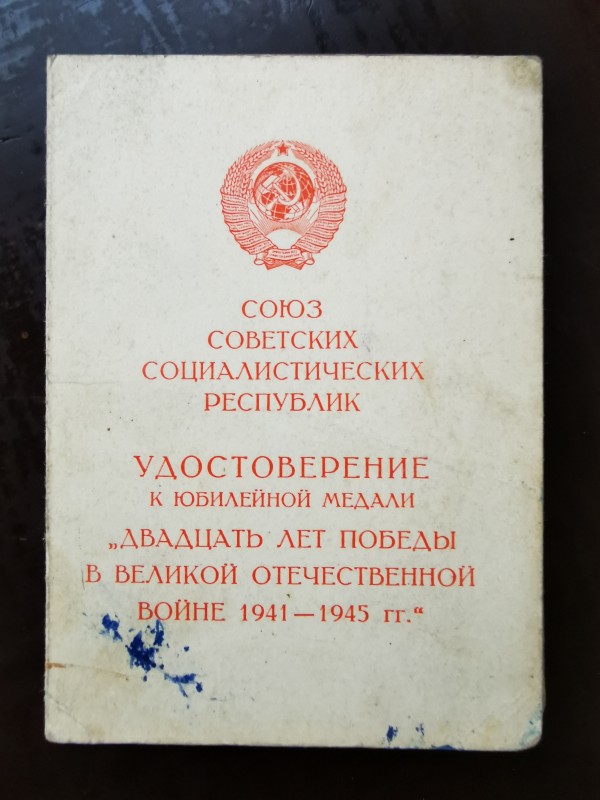 СОЮЗ
СОВЕТСКИХ
СОЦИАЛИСТИЧЕСКИХ
РЕСПУБЛИК
УДОСТОВЕРЕНИЕ
К ЮБИЛЕЙНОЙ МЕДАЛИ
„ДВАДЦАТЬ ЛЕТ ПОБЕДЫ
В ВЕЛИКОЙ ОТЕЧЕСТВЕННОЙ
ВОЙНЕ 1941—1945 гг.“